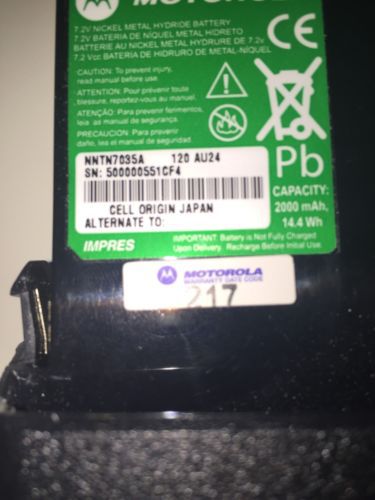 MOTOROLA
7.2V NICKEL METAL HYDRIDE BATTERY
7.2V BATERIA DE NÍQUEL METAL HIDRETO
BATTERIE AU NICKEL METAL HYDRURE DE 7.2V
7.2 Vcc BATERIA DE HIDRURO DE METAL-NÍQUEL
CE
CAUTION: To prevent injury,
read manual before use.
ATTENTION: Pour prévenir toute
blessure, reportez-vous au manuel.
ATENÇÃO: Para prevenir ferimentos,
leia as manual de segurança.
PRECAUCION: Para prevenir
daño, lea el manual de seguridad.
Pb
NNTN7035A 120 AU24
SN: 500000551CF4
CELL ORIGIN JAPAN
ALTERNATE TO:
CAPACITY:
2000 mAh,
14.4 Wh
IMPRES
IMPORTANT: Battery is Not Fully Charged
Upon Delivery. Recharge Before Initial Use
MOTOROLA
WARRANTY DATE CODE
217